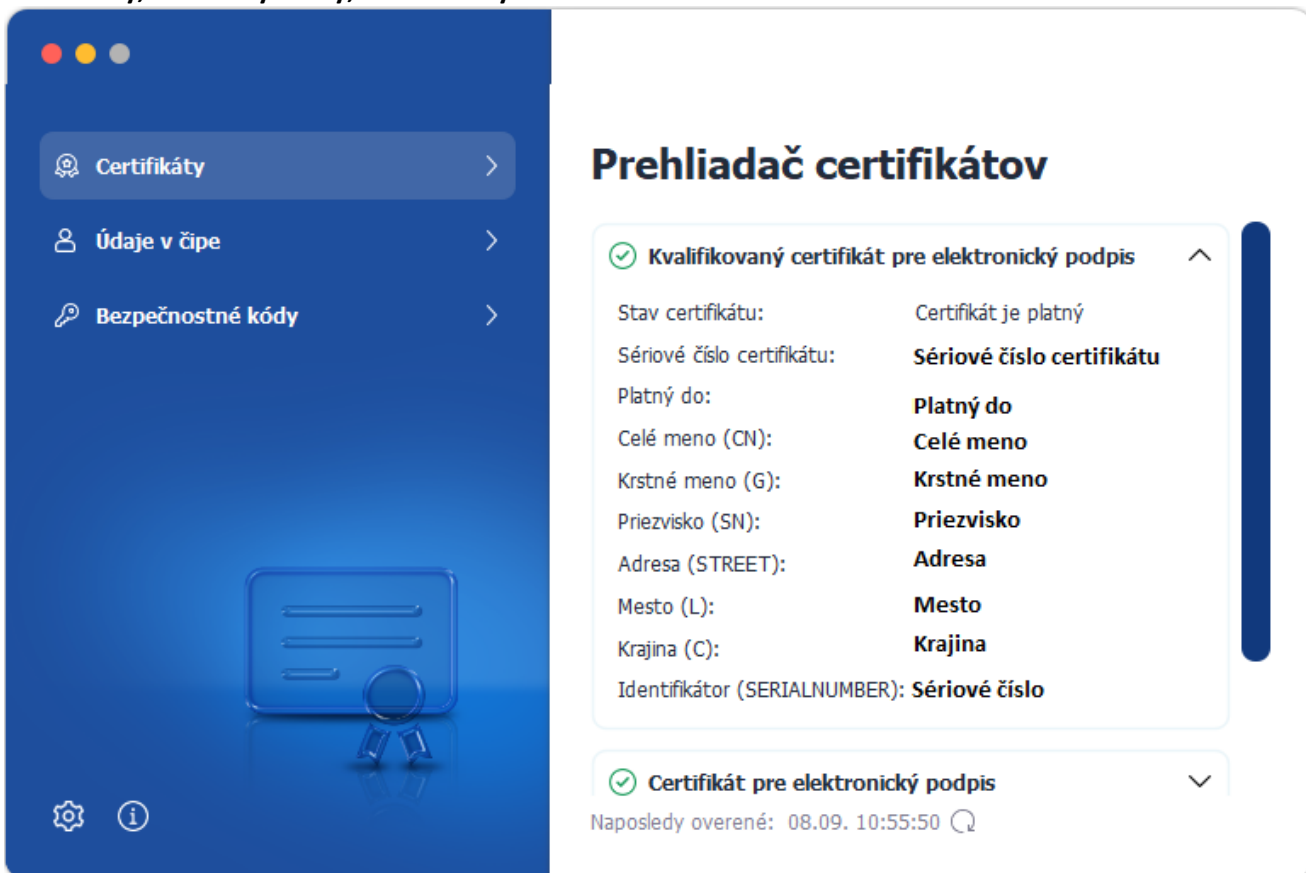 Certifikáty
Údaje v čipe
Bezpečnostné kódy
Prehliadač certifikátov
Kvalifikovaný certifikát pre elektronický podpis
Stav certifikátu: Certifikát je platný
Sériové číslo certifikátu: Sériové číslo certifikátu
Platný do: Platný do
Celé meno (CN): Celé meno
Krstné meno (G): Krstné meno
Priezvisko (SN): Priezvisko
Adresa (STREET): Adresa
Mesto (L): Mesto
Krajina (C): Krajina
Identifikátor (SERIALNUMBER): Sériové číslo
Certifikát pre elektronický podpis
Naposledy overené: 08.09. 10:55:50